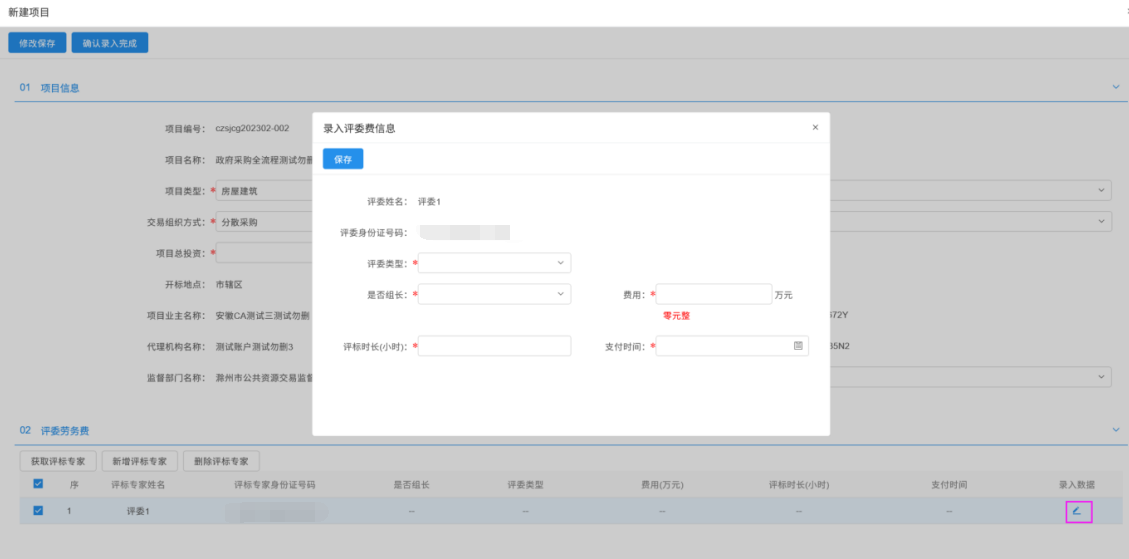 新建项目
修改保存 确认录入完成
01 项目信息
项目编号: czsjcg202302-002
项目名称: 政府采购全流程测试勿删
项目类型: * 房屋建筑
交易组织方式: * 分散采购
项目总投资: *
开标地点: 市辖区
项目业主名称: 安徽CA测试三测试勿删 672Y
代理机构名称: 测试账户测试勿删3 35N2
监督部门名称: 滁州市公共资源交易监督
录入评委费信息 ×
保存
评委姓名: 评委1
评委身份证号码:
评委类型: *
是否组长: * 费用: * 万元
零元整
评标时长(小时): * 支付时间: *
02 评委劳务费
获取评标专家 新增评标专家 删除评标专家
序 评标专家姓名 评标专家身份证号码 是否组长 评委类型 费用(万元) 评标时长(小时) 支付时间 录入数据
1 评委1 -- -- -- -- --